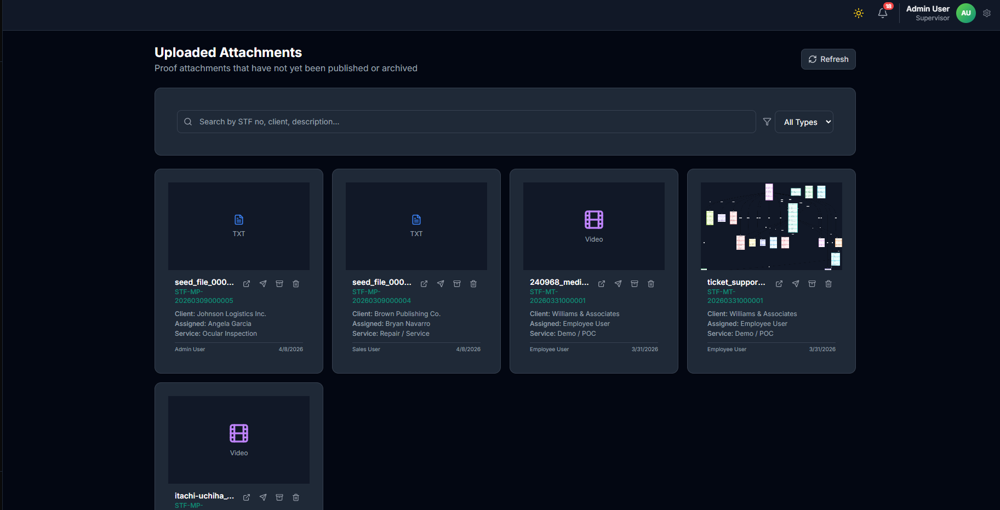 18
Admin User
Supervisor
AU
Uploaded Attachments
Proof attachments that have not yet been published or archived
Refresh
Search by STF no, client, description...
All Types
TXT
seed_file_000...
STF-MP-
20260309000005
Client: Johnson Logistics Inc.
Assigned: Angela Garcia
Service: Ocular Inspection
Admin User 4/8/2026
TXT
seed_file_000...
STF-MP-
20260309000004
Client: Brown Publishing Co.
Assigned: Bryan Navarro
Service: Repair / Service
Sales User 4/8/2026
Video
240968_medi...
STF-MT-
20260331000001
Client: Williams & Associates
Assigned: Employee User
Service: Demo / POC
Employee User 3/31/2026
ticket_suppor...
STF-MT-
20260331000001
Client: Williams & Associates
Assigned: Employee User
Service: Demo / POC
Employee User 3/31/2026
Video
itachi-uchiha_...
STF-MP-